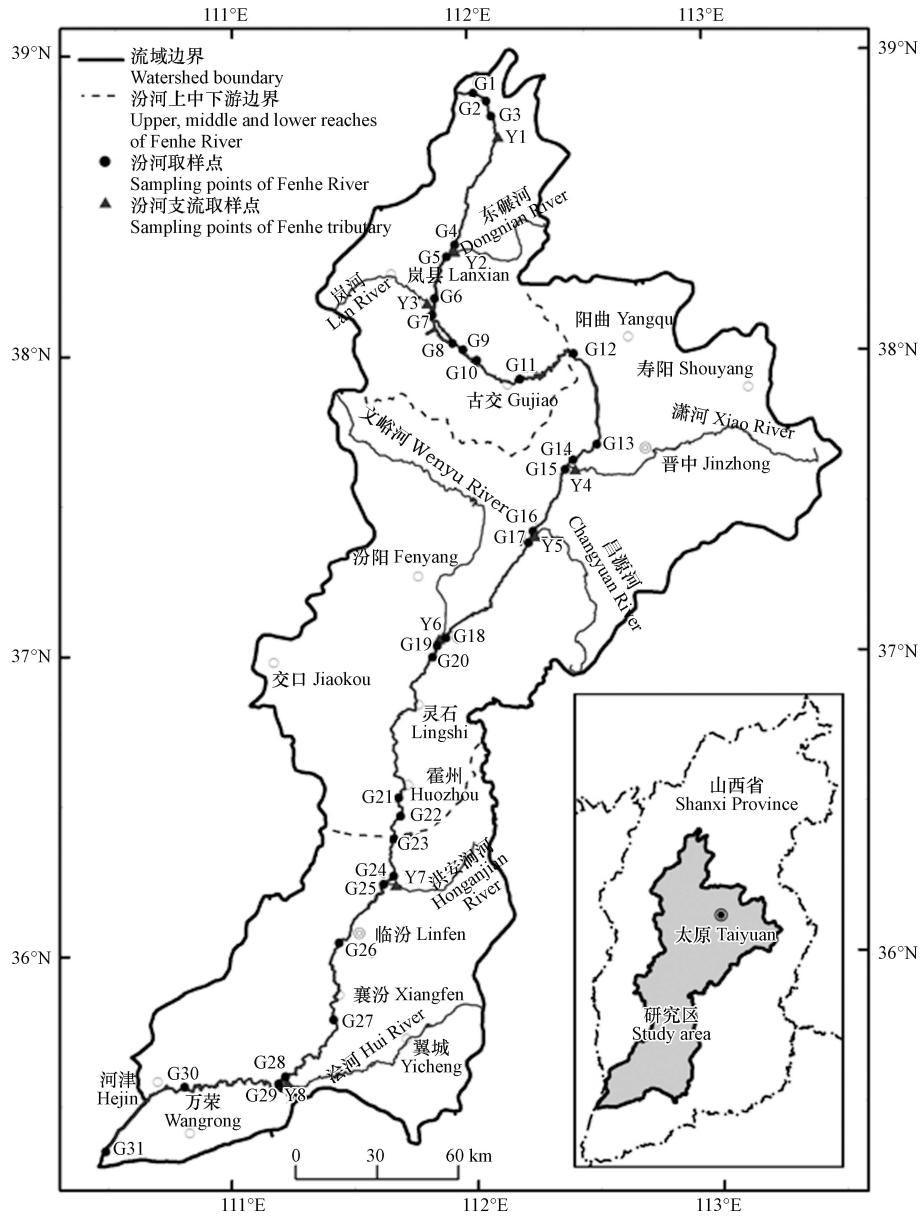 111°E
112°E
113°E
39°N
39°N
流域边界
Watershed boundary
汾河上中下游边界
Upper, middle and lower reaches
of Fenhe River
汾河取样点
Sampling points of Fenhe River
汾河支流取样点
Sampling points of Fenhe tributary
G1
G2
G3
Y1
东碾河
Dongnian River
G4
G5
Y2
岚县 Lanxian
岚河
Lan River
G6
Y3
G7
G8
G9
G10
G11
G12
38°N
38°N
阳曲 Yangqu
寿阳 Shouyang
古交 Gujiao
文峪河 Wenyu River
潇河 Xiao River
G13
G14
G15
Y4
晋中 Jinzhong
G16
G17
Y5
昌源河
Changyuan River
汾阳 Fenyang
Y6
G18
G19
G20
37°N
37°N
交口 Jiaokou
灵石
Lingshi
霍州
Huozhou
G21
G22
G23
G24
G25
Y7
洪安涧河
Honganjian
River
临汾 Linfen
G26
36°N
36°N
襄汾 Xiangfen
G27
浍河 Hui River
翼城
Yicheng
G28
G29
Y8
G30
河津
Hejin
万荣
Wangrong
G31
0
30
60 km
山西省
Shanxi Province
太原 Taiyuan
研究区
Study area
111°E
112°E
113°E